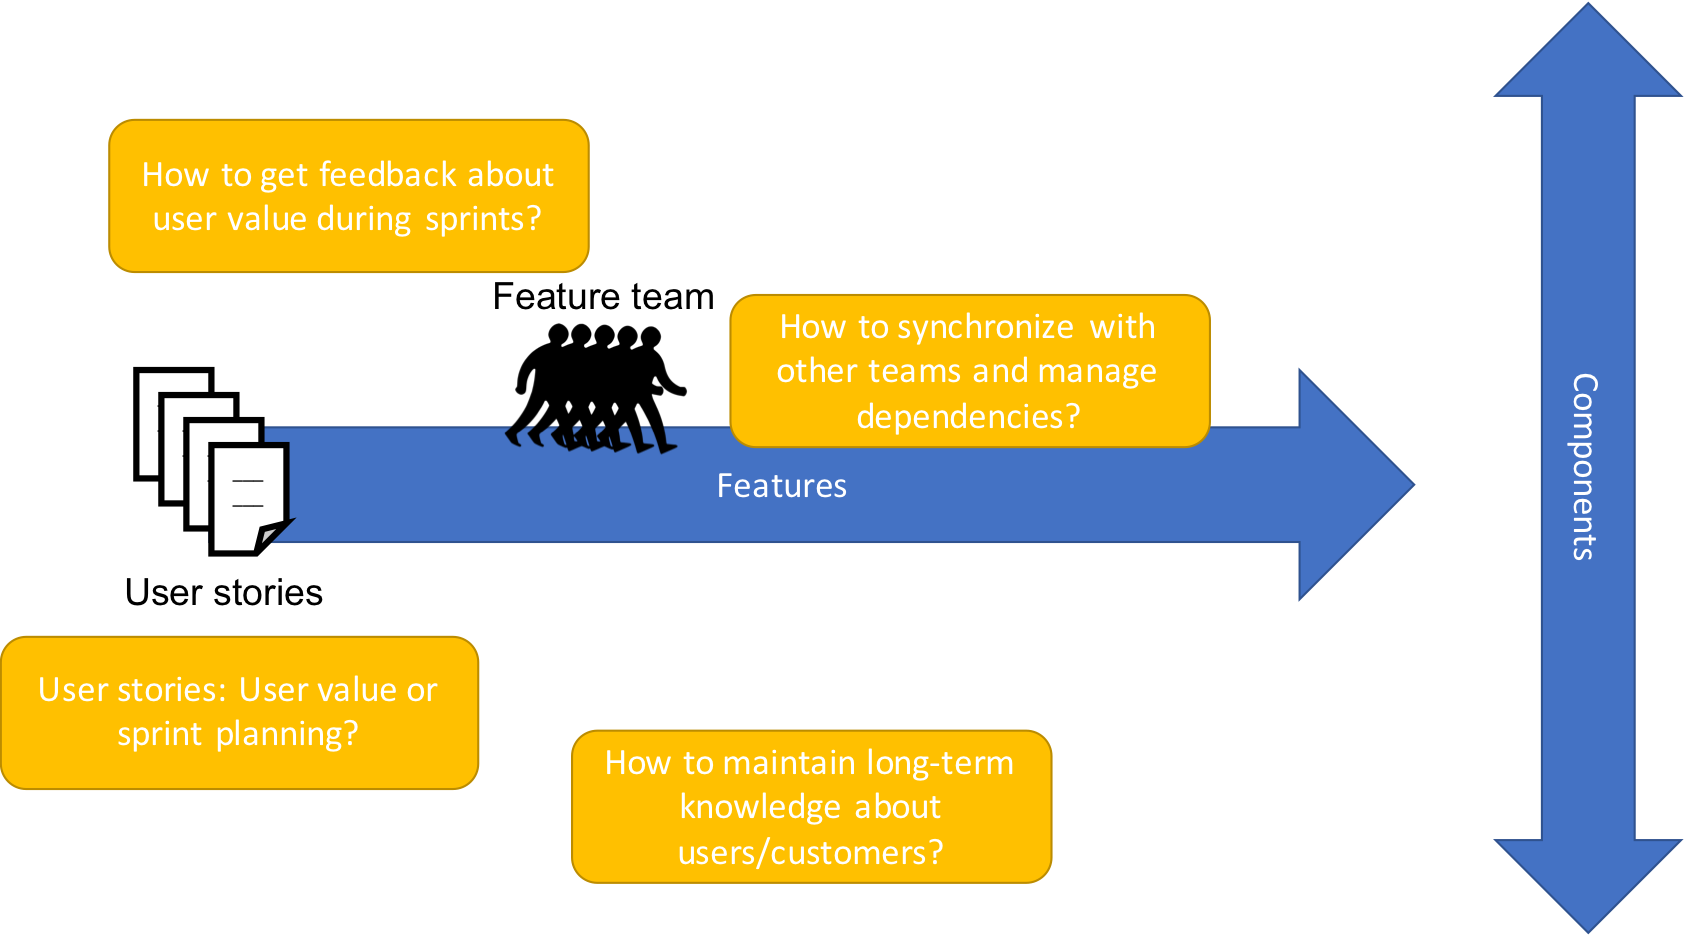 How to get feedback about
user value during sprints?
Feature team
How to synchronize with
other teams and manage
dependencies?
Features
User stories
User stories: User value or
sprint planning?
How to maintain long-term
knowledge about
users/customers?
Components